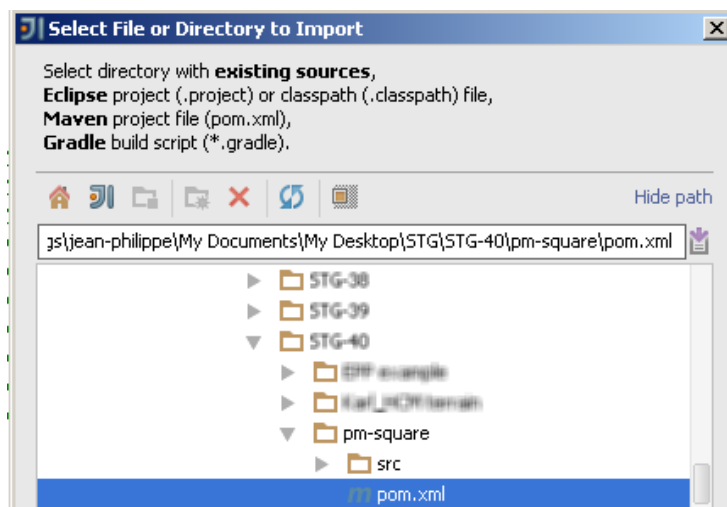 Select File or Directory to Import
Select directory with existing sources,
Eclipse project (.project) or classpath (.classpath) file,
Maven project file (pom.xml),
Gradle build script (*.gradle).
Hide path
gs\jean-philippe\My Documents\My Desktop\STG\STG-40\pm-square\pom.xml
STG-38
STG-39
STG-40
pm-square
src
pom.xml